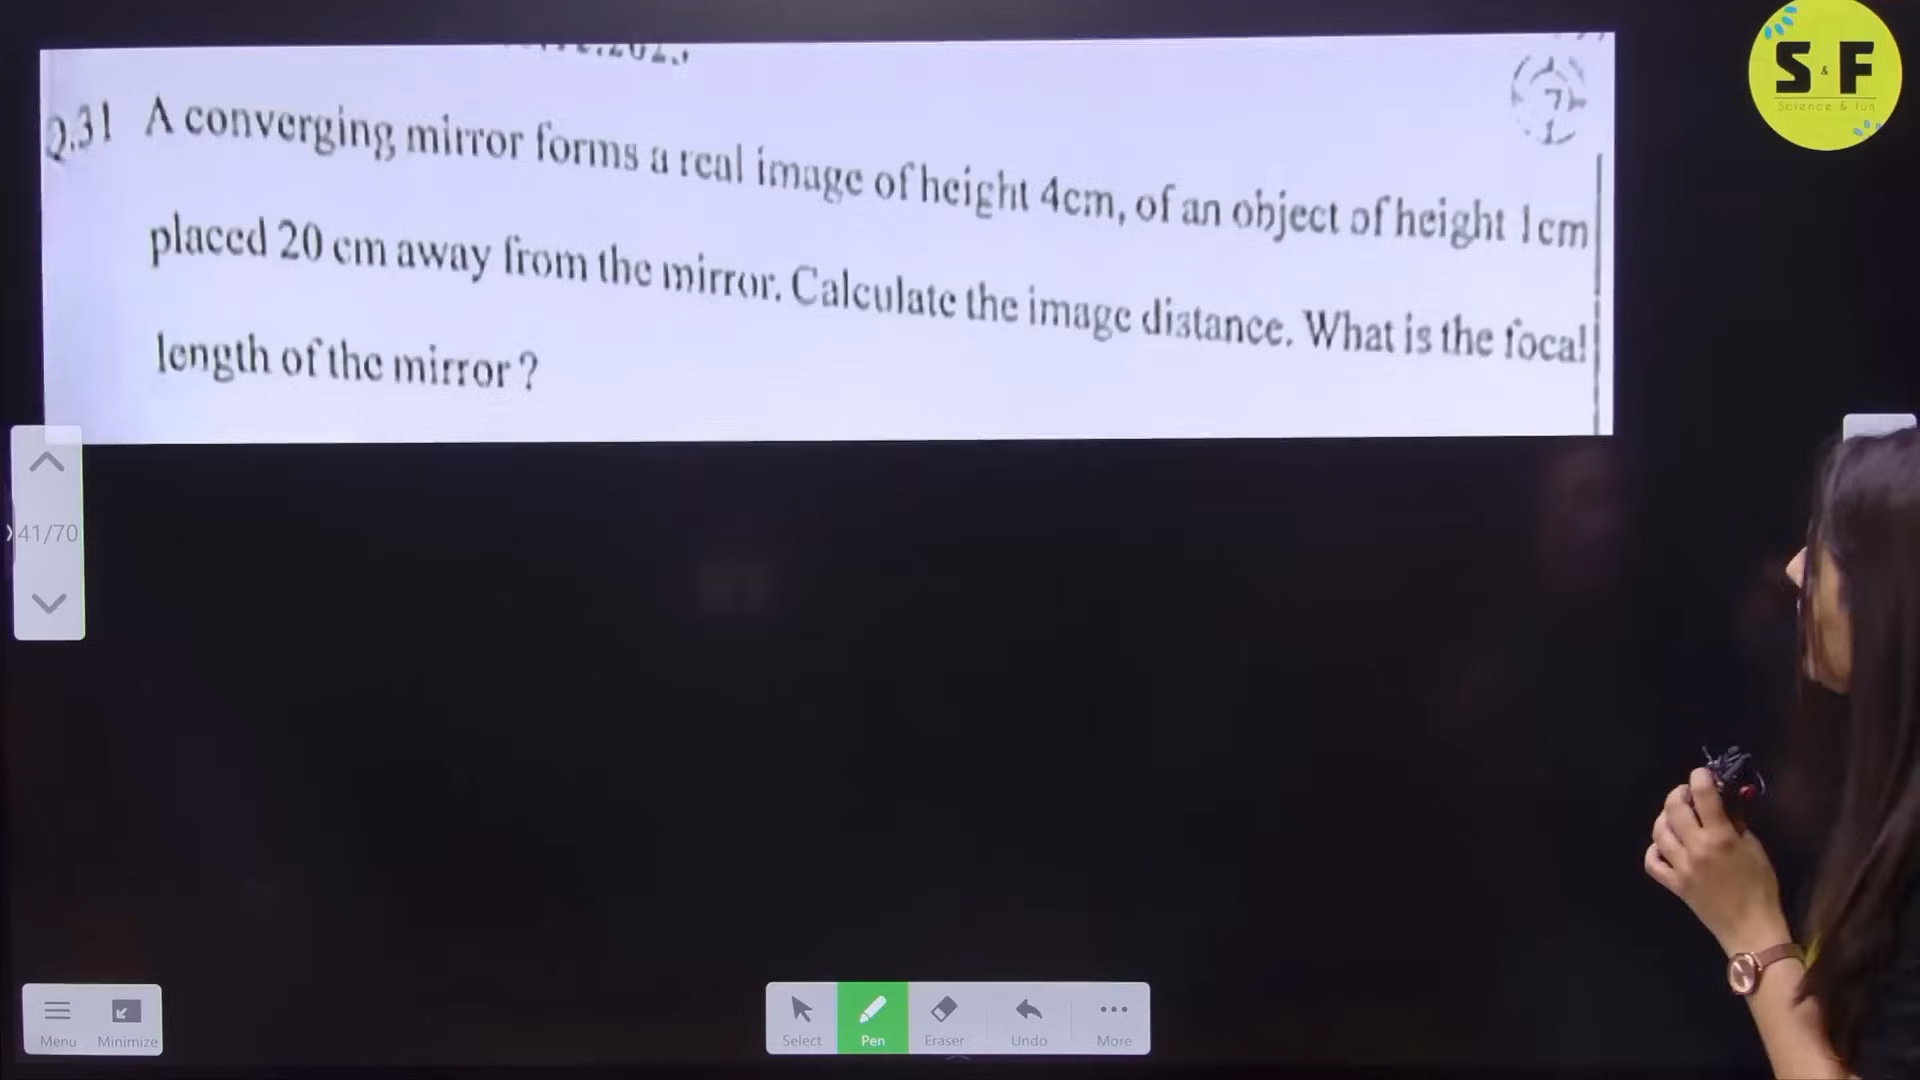 S & F
Science & fun
Q.31 A converging mirror forms a real image of height 4cm, of an object of height 1cm
placed 20 cm away from the mirror. Calculate the image distance. What is the focal
length of the mirror ?
41/70
Menu Minimize
Select Pen Eraser Undo More